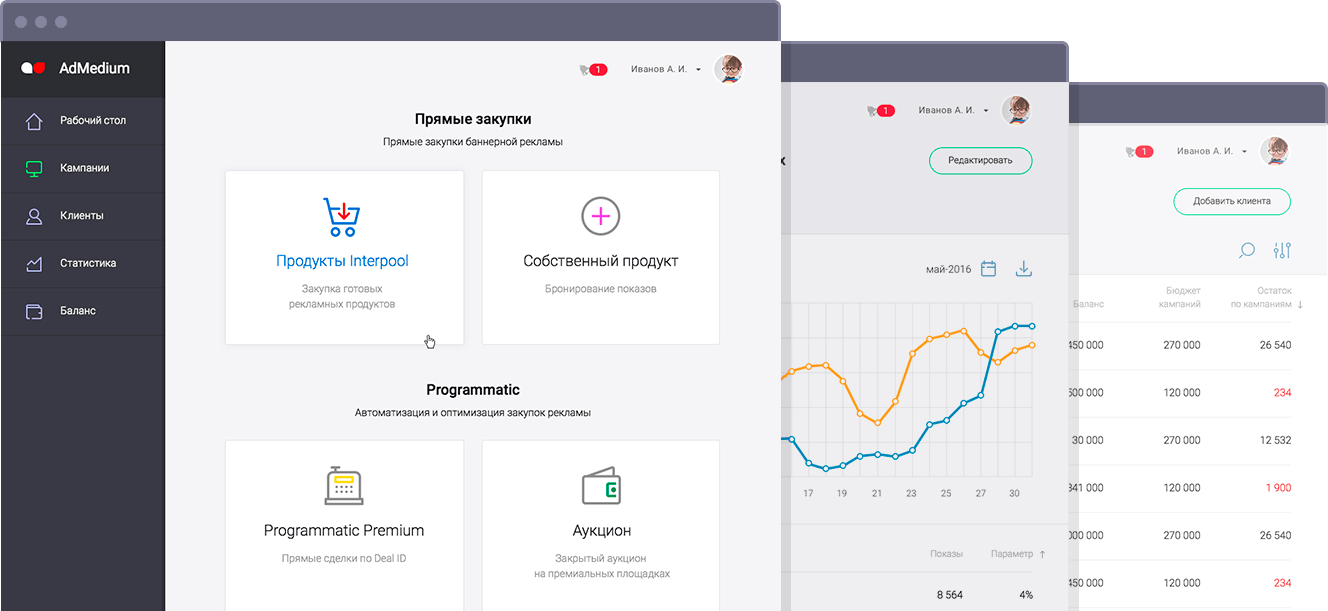 AdMedium
Рабочий стол
Кампании
Клиенты
Статистика
Баланс
1
Иванов А. И.
Прямые закупки
Прямые закупки баннерной рекламы
Продукты Interpool
Закупка готовых
рекламных продуктов
Собственный продукт
Бронирование показов
Programmatic
Автоматизация и оптимизация закупок рекламы
Programmatic Premium
Прямые сделки по Deal ID
Аукцион
Закрытый аукцион
на премиальных площадках
1
Иванов А. И.
Редактировать
май-2016
17 19 21 23 25 27 30
Показы Параметр ↑
8 564 4%
1
Иванов А. И.
Добавить клиента
Баланс Бюджет кампаний Остаток по кампаниям ↓
450 000 270 000 26 540
500 000 120 000 234
30 000 270 000 12 532
341 000 120 000 1 900
000 000 270 000 26 540
450 000 120 000 234